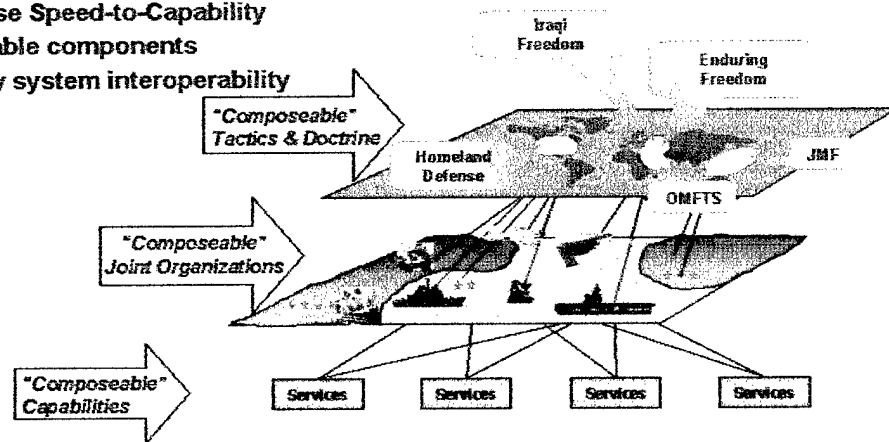 se Speed-to-Capability
able components
y system interoperability
Iraqi
Freedom
Enduring
Freedom
"Composeable"
Tactics & Doctrine
Homeland
Defense
JMF
OMFTS
"Composeable"
Joint Organizations
"Composeable"
Capabilities
Services
Services
Services
Services